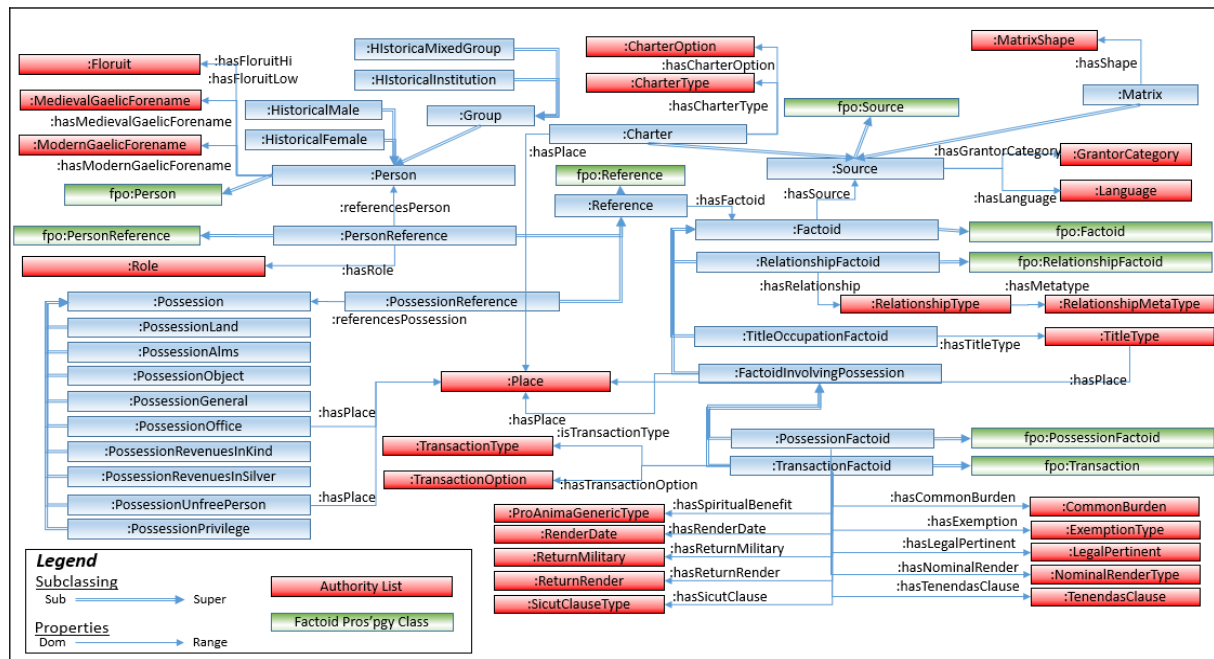 :Floruit
:hasFloruitHi
:hasFloruitLow
:MedievalGaelicForename
:hasMedievalGaelicForename
:ModernGaelicForename
:hasModernGaelicForename
fpo:Person
:HIstoricaMixedGroup
:HIstoricalInstitution
:HistoricalMale
:HistoricalFemale
:Group
:Person
:CharterOption
:hasCharterOption
:CharterType
:hasCharterType
:Charter
:hasPlace
fpo:Source
:MatrixShape
:hasShape
:Matrix
:Source
:hasGrantorCategory
:GrantorCategory
:hasLanguage
:Language
:hasSource
fpo:Reference
:Reference
:hasFactoid
:referencesPerson
fpo:PersonReference
:PersonReference
:Role
:hasRole
:Factoid
fpo:Factoid
:RelationshipFactoid
fpo:RelationshipFactoid
:hasRelationship
:hasMetatype
:RelationshipType
:RelationshipMetaType
:Possession
:PossessionReference
:referencesPossession
:PossessionLand
:PossessionAlms
:PossessionObject
:PossessionGeneral
:PossessionOffice
:PossessionRevenuesInKind
:PossessionRevenuesInSilver
:PossessionUnfreePerson
:PossessionPrivilege
:hasPlace
:hasPlace
:TitleOccupationFactoid
:hasTitleType
:TitleType
:Place
:FactoidInvolvingPossession
:hasPlace
:hasPlace
:isTransactionType
:TransactionType
:TransactionOption
:hasTransactionOption
:PossessionFactoid
fpo:PossessionFactoid
:TransactionFactoid
fpo:Transaction
:ProAnimaGenericType
:hasSpiritualBenefit
:RenderDate
:hasRenderDate
:ReturnMilitary
:hasReturnMilitary
:ReturnRender
:hasReturnRender
:SicutClauseType
:hasSicutClause
:hasCommonBurden
:CommonBurden
:hasExemption
:ExemptionType
:hasLegalPertinent
:LegalPertinent
:hasNominalRender
:NominalRenderType
:hasTenendasClause
:TenendasClause
Legend
Subclassing
Sub
Super
Properties
Dom
Range
Authority List
Factoid Pros'pgy Class